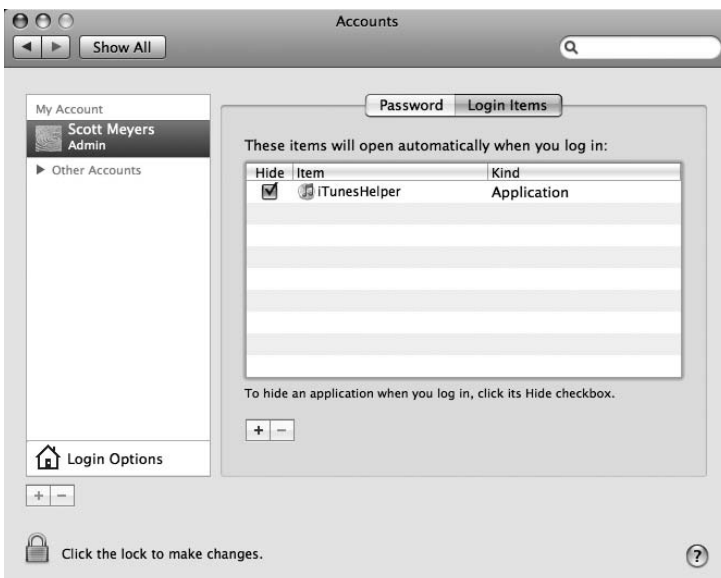 Accounts
Show All
My Account
Scott Meyers
Admin
Other Accounts
Login Options
Password Login Items
These items will open automatically when you log in:
Hide Item Kind
iTunesHelper Application
To hide an application when you log in, click its Hide checkbox.
+ −
+ −
Click the lock to make changes.
?